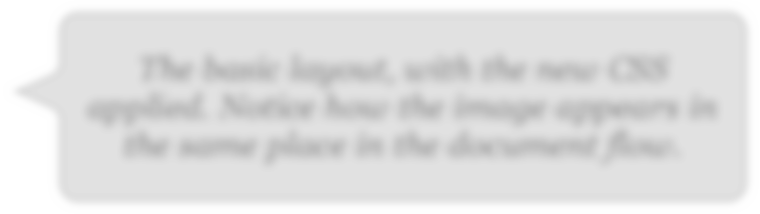 The basic layout, with the new CSS
applied. Notice how the image appears in
the same place in the document flow.